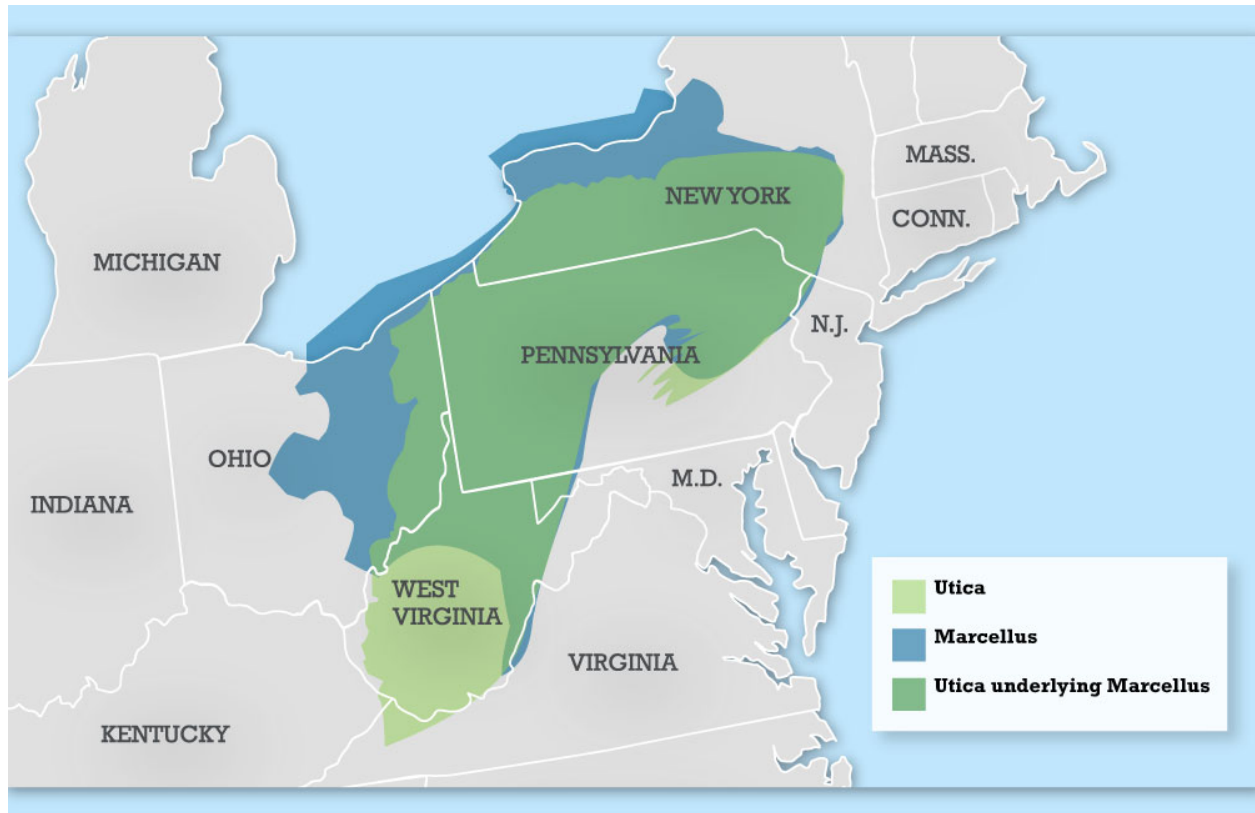 MASS.
NEW YORK
CONN.
MICHIGAN
N.J.
PENNSYLVANIA
OHIO
M.D.
INDIANA
WEST
VIRGINIA
VIRGINIA
KENTUCKY
Utica
Marcellus
Utica underlying Marcellus